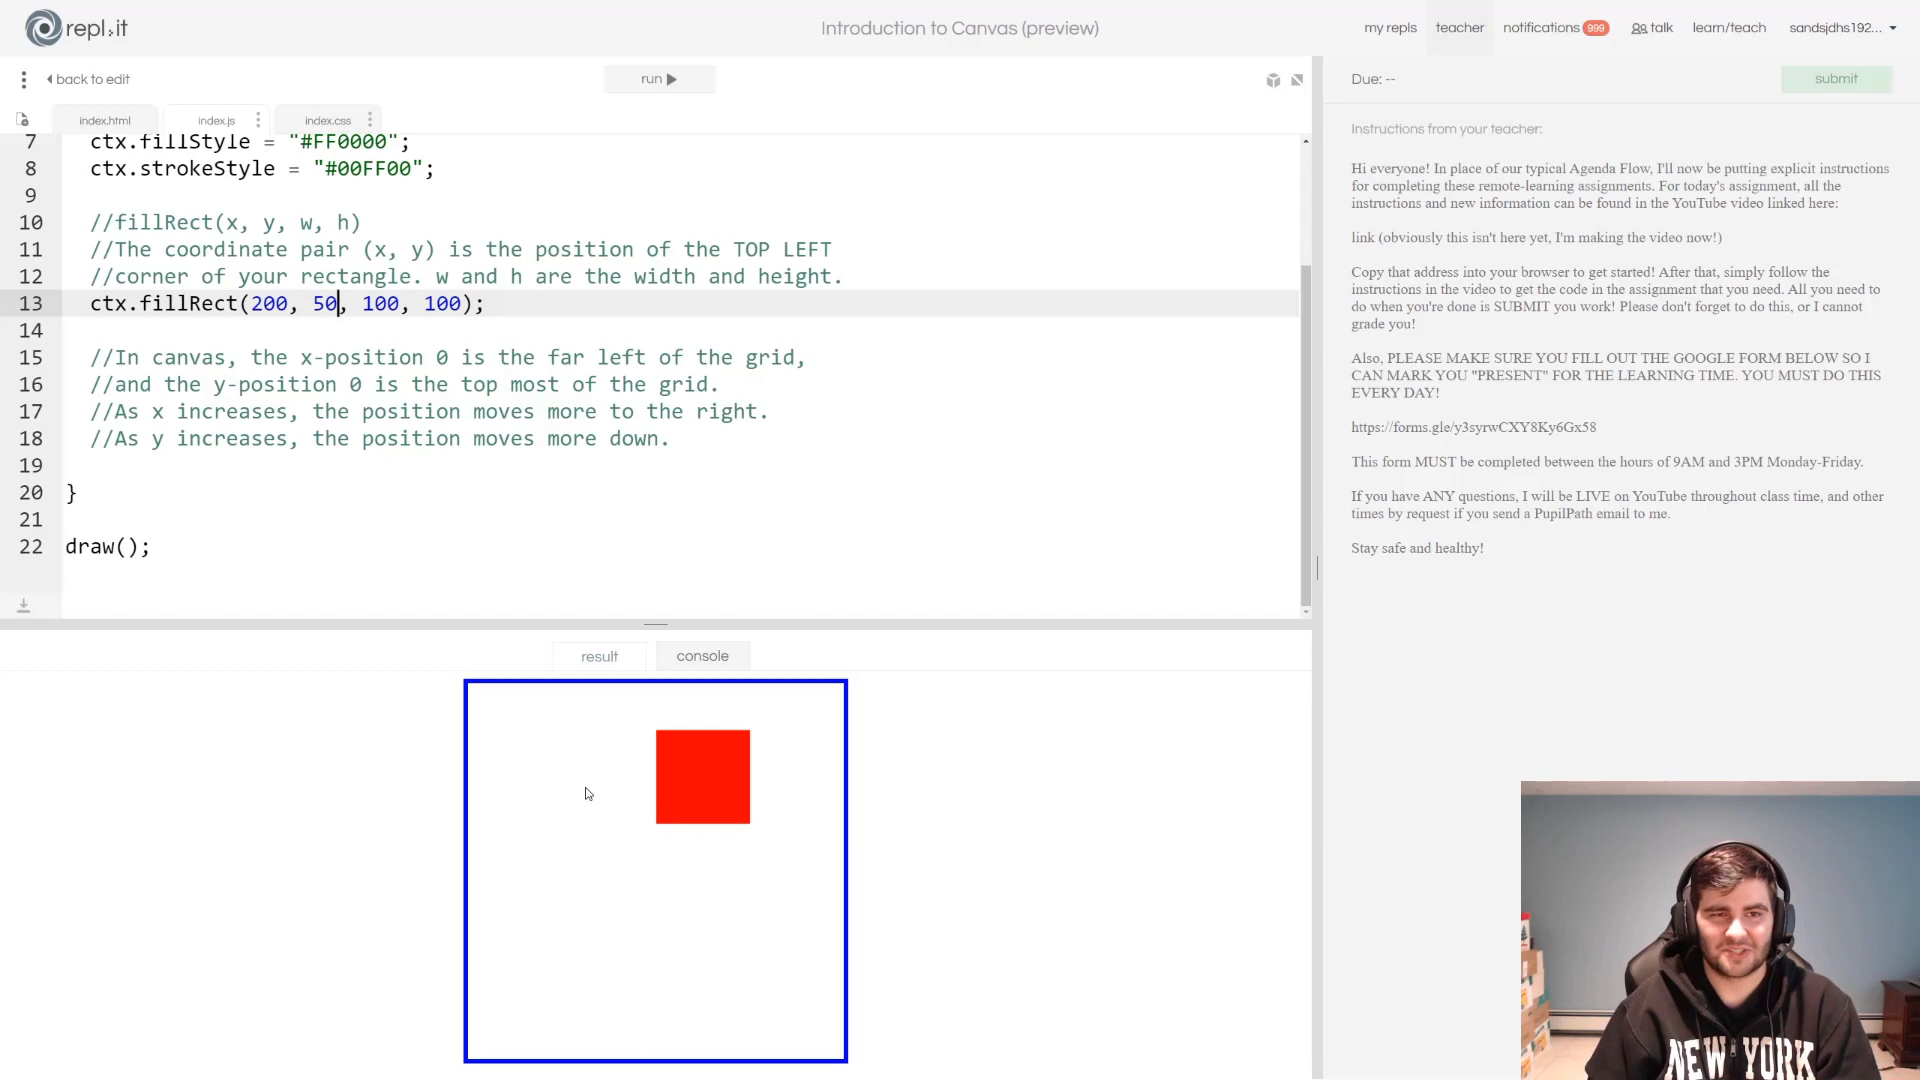 repl.it
Introduction to Canvas (preview)
my repls
teacher
notifications 999
talk
learn/teach
sandsjdhs192...
back to edit
run
Due: --
submit
index.html
index.js
index.css
7 ctx.fillStyle = "#FF0000";
8 ctx.strokeStyle = "#00FF00";
9
10 //fillRect(x, y, w, h)
11 //The coordinate pair (x, y) is the position of the TOP LEFT
12 //corner of your rectangle. w and h are the width and height.
13 ctx.fillRect(200, 50, 100, 100);
14
15 //In canvas, the x-position 0 is the far left of the grid,
16 //and the y-position 0 is the top most of the grid.
17 //As x increases, the position moves more to the right.
18 //As y increases, the position moves more down.
19
20 }
21
22 draw();
result
console
Instructions from your teacher:
Hi everyone! In place of our typical Agenda Flow, I'll now be putting explicit instructions
for completing these remote-learning assignments. For today's assignment, all the
instructions and new information can be found in the YouTube video linked here:
link (obviously this isn't here yet, I'm making the video now!)
Copy that address into your browser to get started! After that, simply follow the
instructions in the video to get the code in the assignment that you need. All you need to
do when you're done is SUBMIT you work! Please don't forget to do this, or I cannot
grade you!
Also, PLEASE MAKE SURE YOU FILL OUT THE GOOGLE FORM BELOW SO I
CAN MARK YOU "PRESENT" FOR THE LEARNING TIME. YOU MUST DO THIS
EVERY DAY!
https://forms.gle/y3syrwCXY8Ky6Gx58
This form MUST be completed between the hours of 9AM and 3PM Monday-Friday.
If you have ANY questions, I will be LIVE on YouTube throughout class time, and other
times by request if you send a PupilPath email to me.
Stay safe and healthy!
NEW YORK